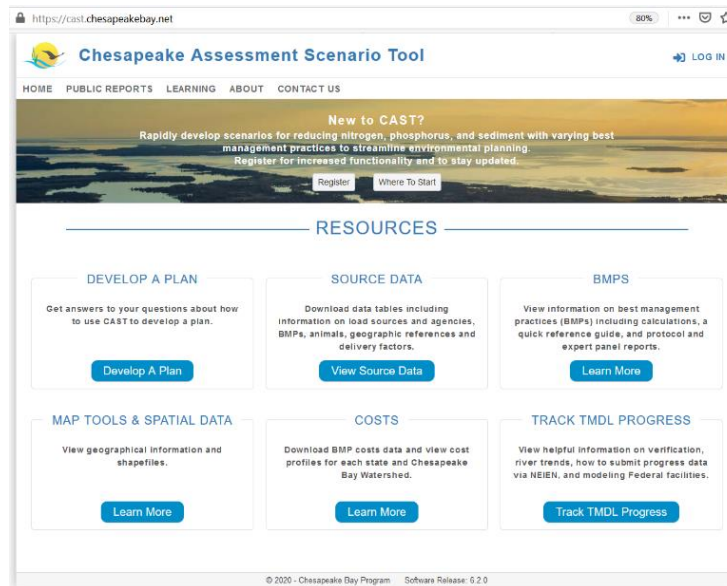 https://cast.chesapeakebay.net
80%
Chesapeake Assessment Scenario Tool
LOG IN
HOME PUBLIC REPORTS LEARNING ABOUT CONTACT US
New to CAST?
Rapidly develop scenarios for reducing nitrogen, phosphorus, and sediment with varying best
management practices to streamline environmental planning.
Register for increased functionality and to stay updated.
Register Where To Start
RESOURCES
DEVELOP A PLAN
Get answers to your questions about how
to use CAST to develop a plan.
Develop A Plan
SOURCE DATA
Download data tables including
information on load sources and agencies,
BMPs, animals, geographic references and
delivery factors.
View Source Data
BMPS
View information on best management
practices (BMPs) including calculations, a
quick reference guide, and protocol and
expert panel reports.
Learn More
MAP TOOLS & SPATIAL DATA
View geographical information and
shapefiles.
Learn More
COSTS
Download BMP costs data and view cost
profiles for each state and Chesapeake
Bay Watershed.
Learn More
TRACK TMDL PROGRESS
View helpful information on verification,
river trends, how to submit progress data
via NEIEN, and modeling Federal facilities.
Track TMDL Progress
© 2020 - Chesapeake Bay Program Software Release: 6.2.0